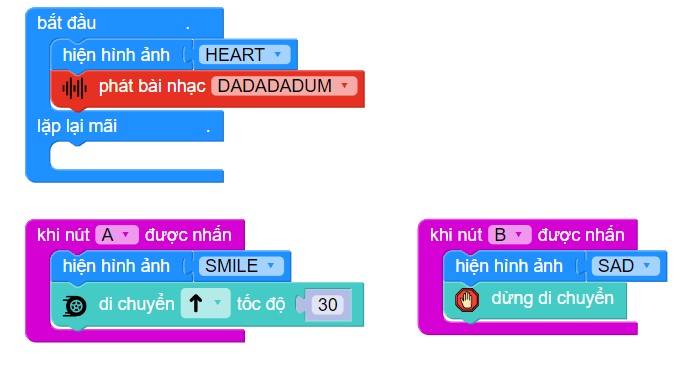 bắt đầu .
hiện hình ảnh HEART
phát bài nhạc DADADADUM
lặp lại mãi .
khi nút A được nhấn
hiện hình ảnh SMILE
di chuyển ↑ tốc độ 30
khi nút B được nhấn
hiện hình ảnh SAD
dừng di chuyển